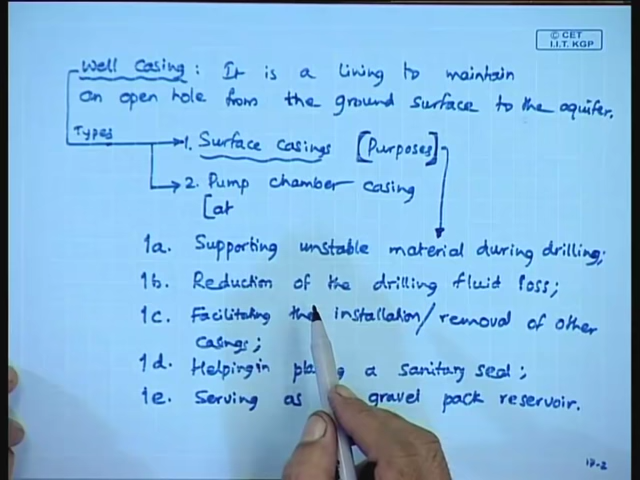 © CET
I.I.T. KGP
Well Casing: It is a lining to maintain
an open hole from the ground surface to the aquifer.
Types
1. Surface casings [Purposes]
2. Pump chamber casing
[at
1a. Supporting unstable material during drilling;
1b. Reduction of the drilling fluid loss;
1c. Facilitating the installation/removal of other
casings;
1d. Helping in a sanitary seal;
1e. Serving as gravel pack reservoir.